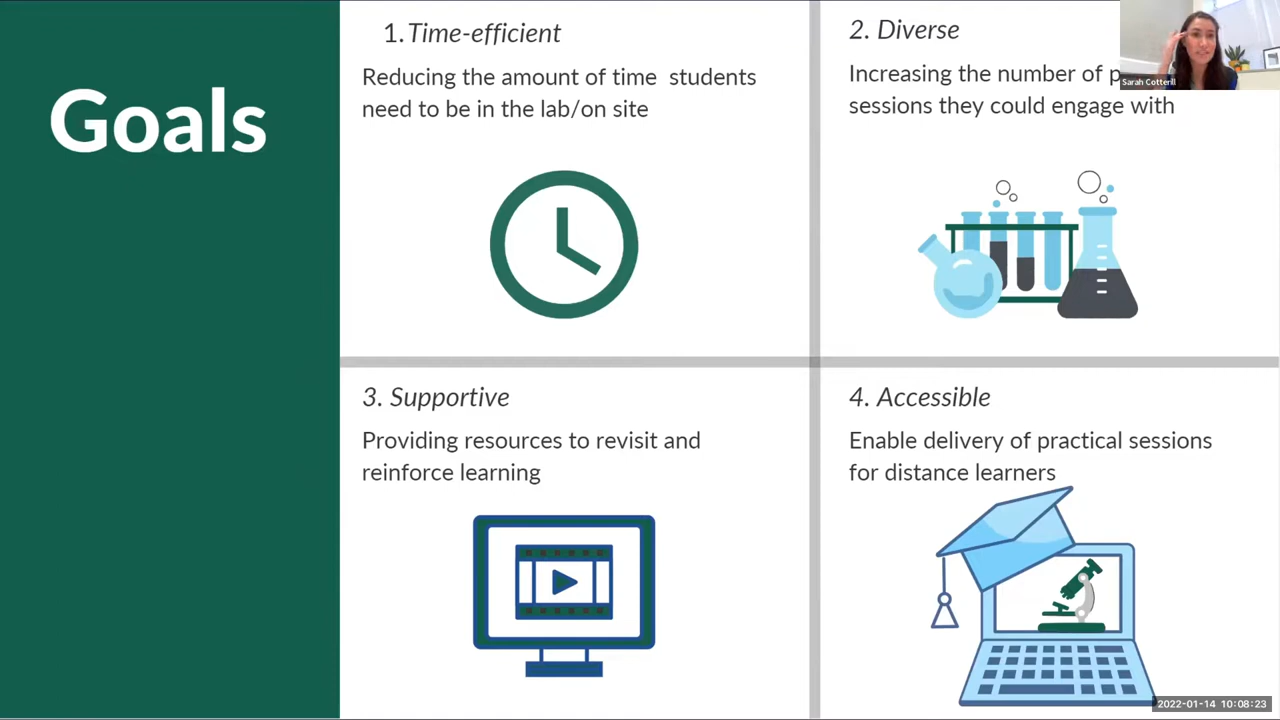 Goals
1. Time-efficient
Reducing the amount of time students
need to be in the lab/on site
2. Diverse
Increasing the number of
sessions they could engage with
3. Supportive
Providing resources to revisit and
reinforce learning
4. Accessible
Enable delivery of practical sessions
for distance learners
Sarah Cotterill
2022-01-14 10:08:23